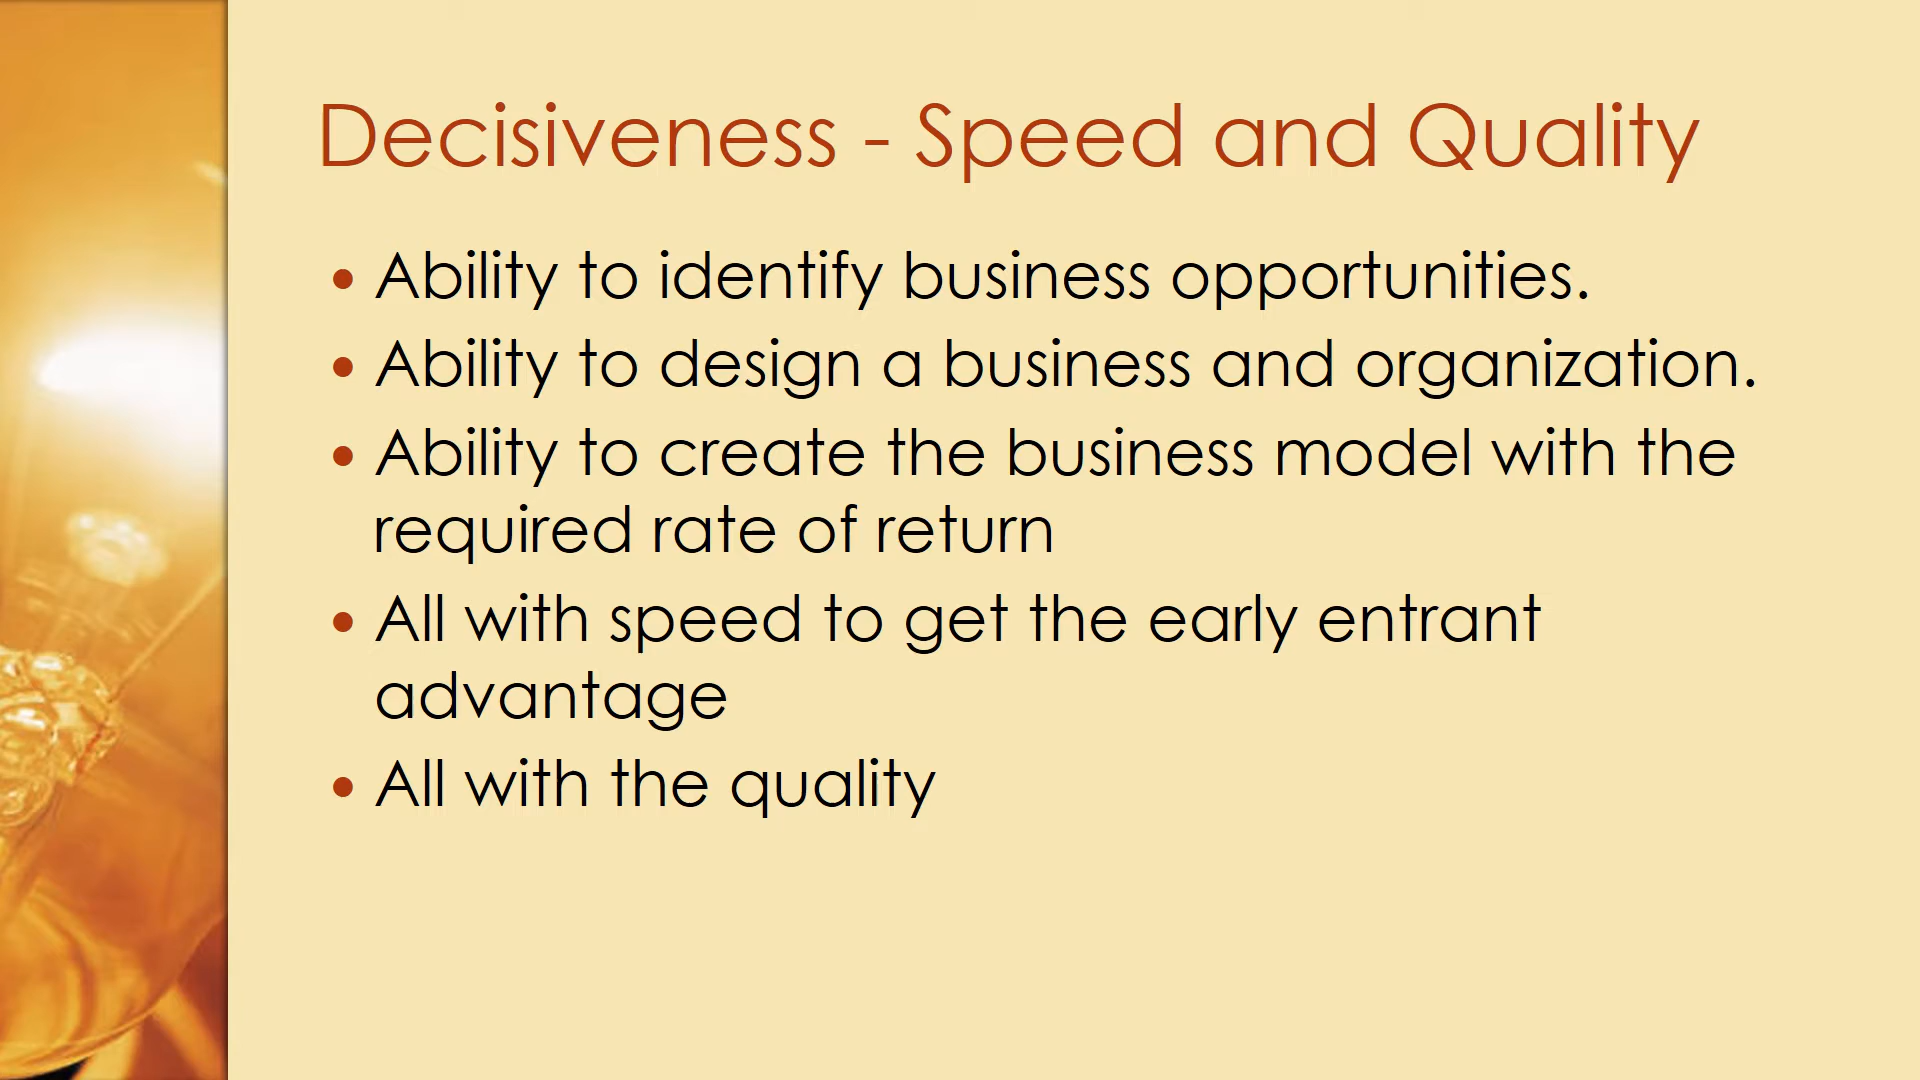 Decisiveness - Speed and Quality
• Ability to identify business opportunities.
• Ability to design a business and organization.
• Ability to create the business model with the
required rate of return
• All with speed to get the early entrant
advantage
• All with the quality